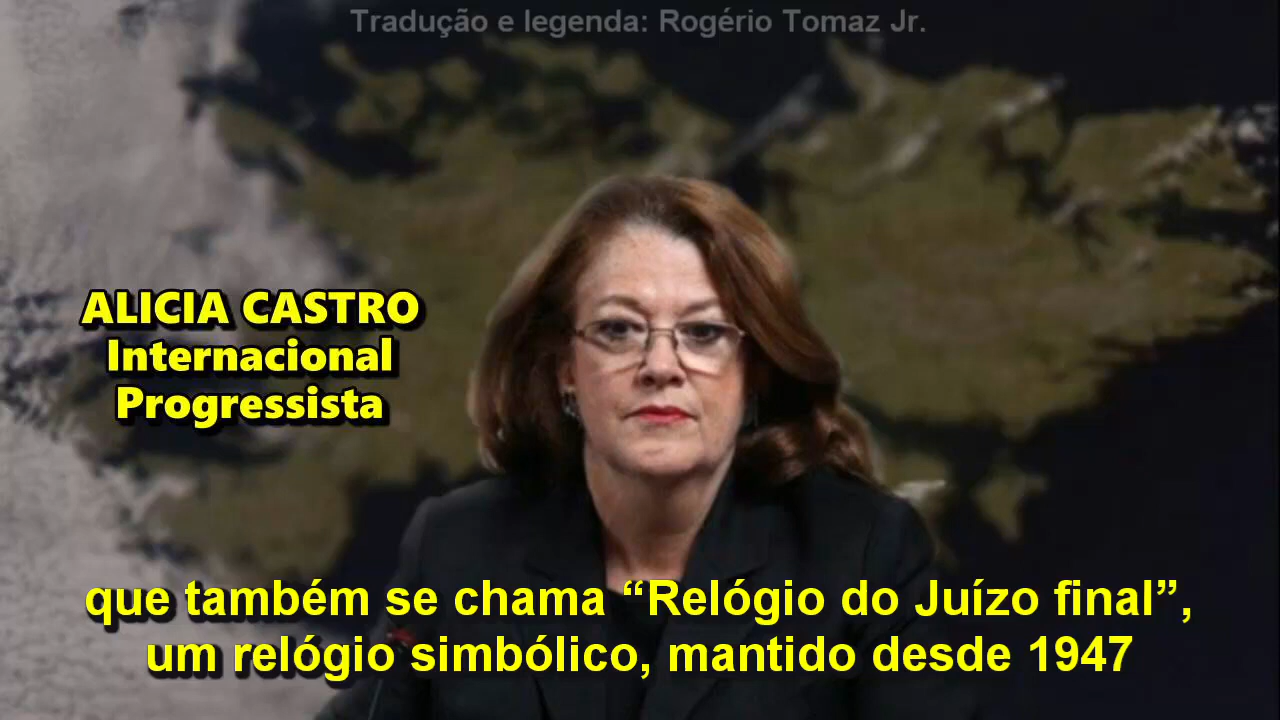 Tradução e legenda: Rogério Tomaz Jr.
ALICIA CASTRO
Internacional
Progressista
que também se chama “Relógio do Juízo final”,
um relógio simbólico, mantido desde 1947